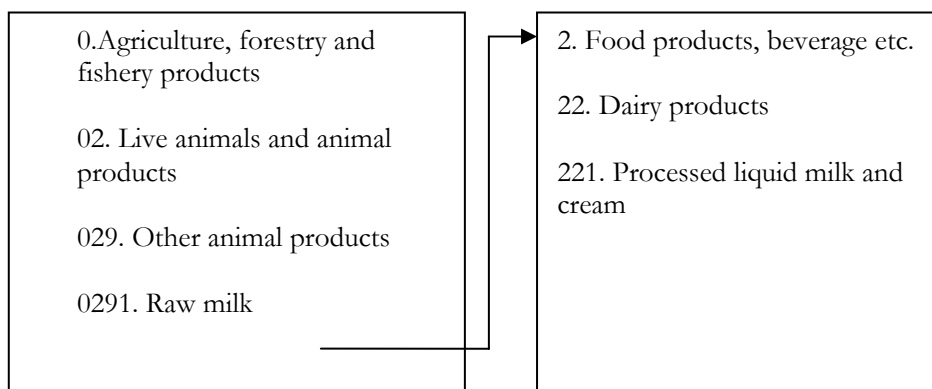 0.Agriculture, forestry and
fishery products
02. Live animals and animal
products
029. Other animal products
0291. Raw milk
2. Food products, beverage etc.
22. Dairy products
221. Processed liquid milk and
cream